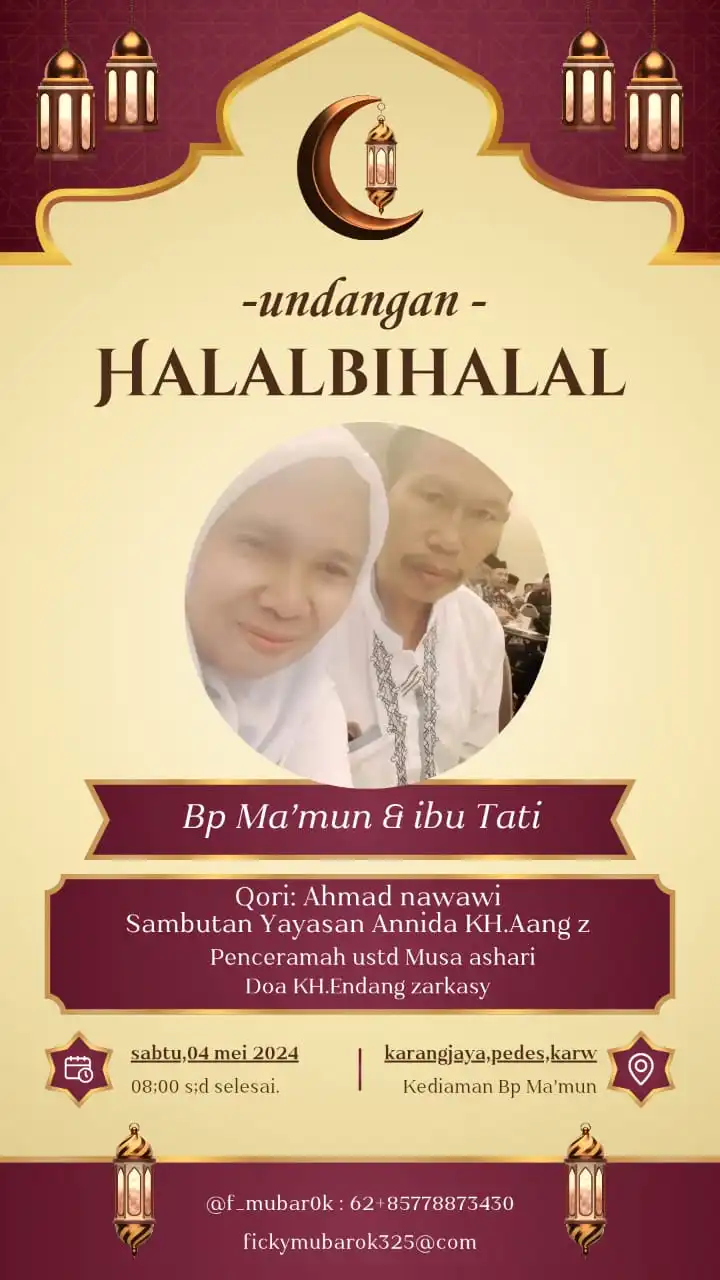 -undangan -
HALALBIHALAL
Bp Ma'mun & ibu Tati
Qori: Ahmad nawawi
Sambutan Yayasan Annida KH.Aang z
Penceramah ustd Musa ashari
Doa KH.Endang zarkasy
sabtu,04 mei 2024
08;00 s;d selesai.
karangjaya,pedes,karw
Kediaman Bp Ma'mun
@f_mubar0k : 62+85778873430
fickymubarok325@com